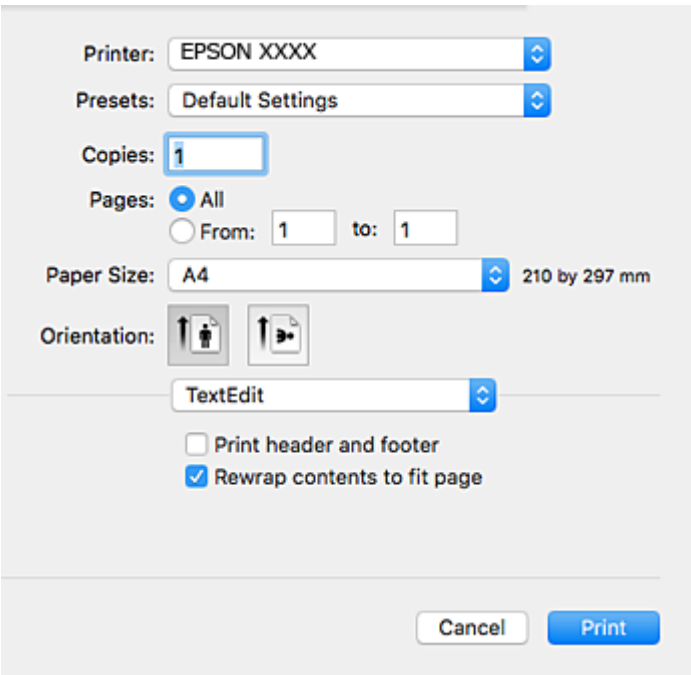 Printer: EPSON XXXX
Presets: Default Settings
Copies: 1
Pages: All
From: 1 to: 1
Paper Size: A4 210 by 297 mm
Orientation:
TextEdit
Print header and footer
Rewrap contents to fit page
Cancel Print